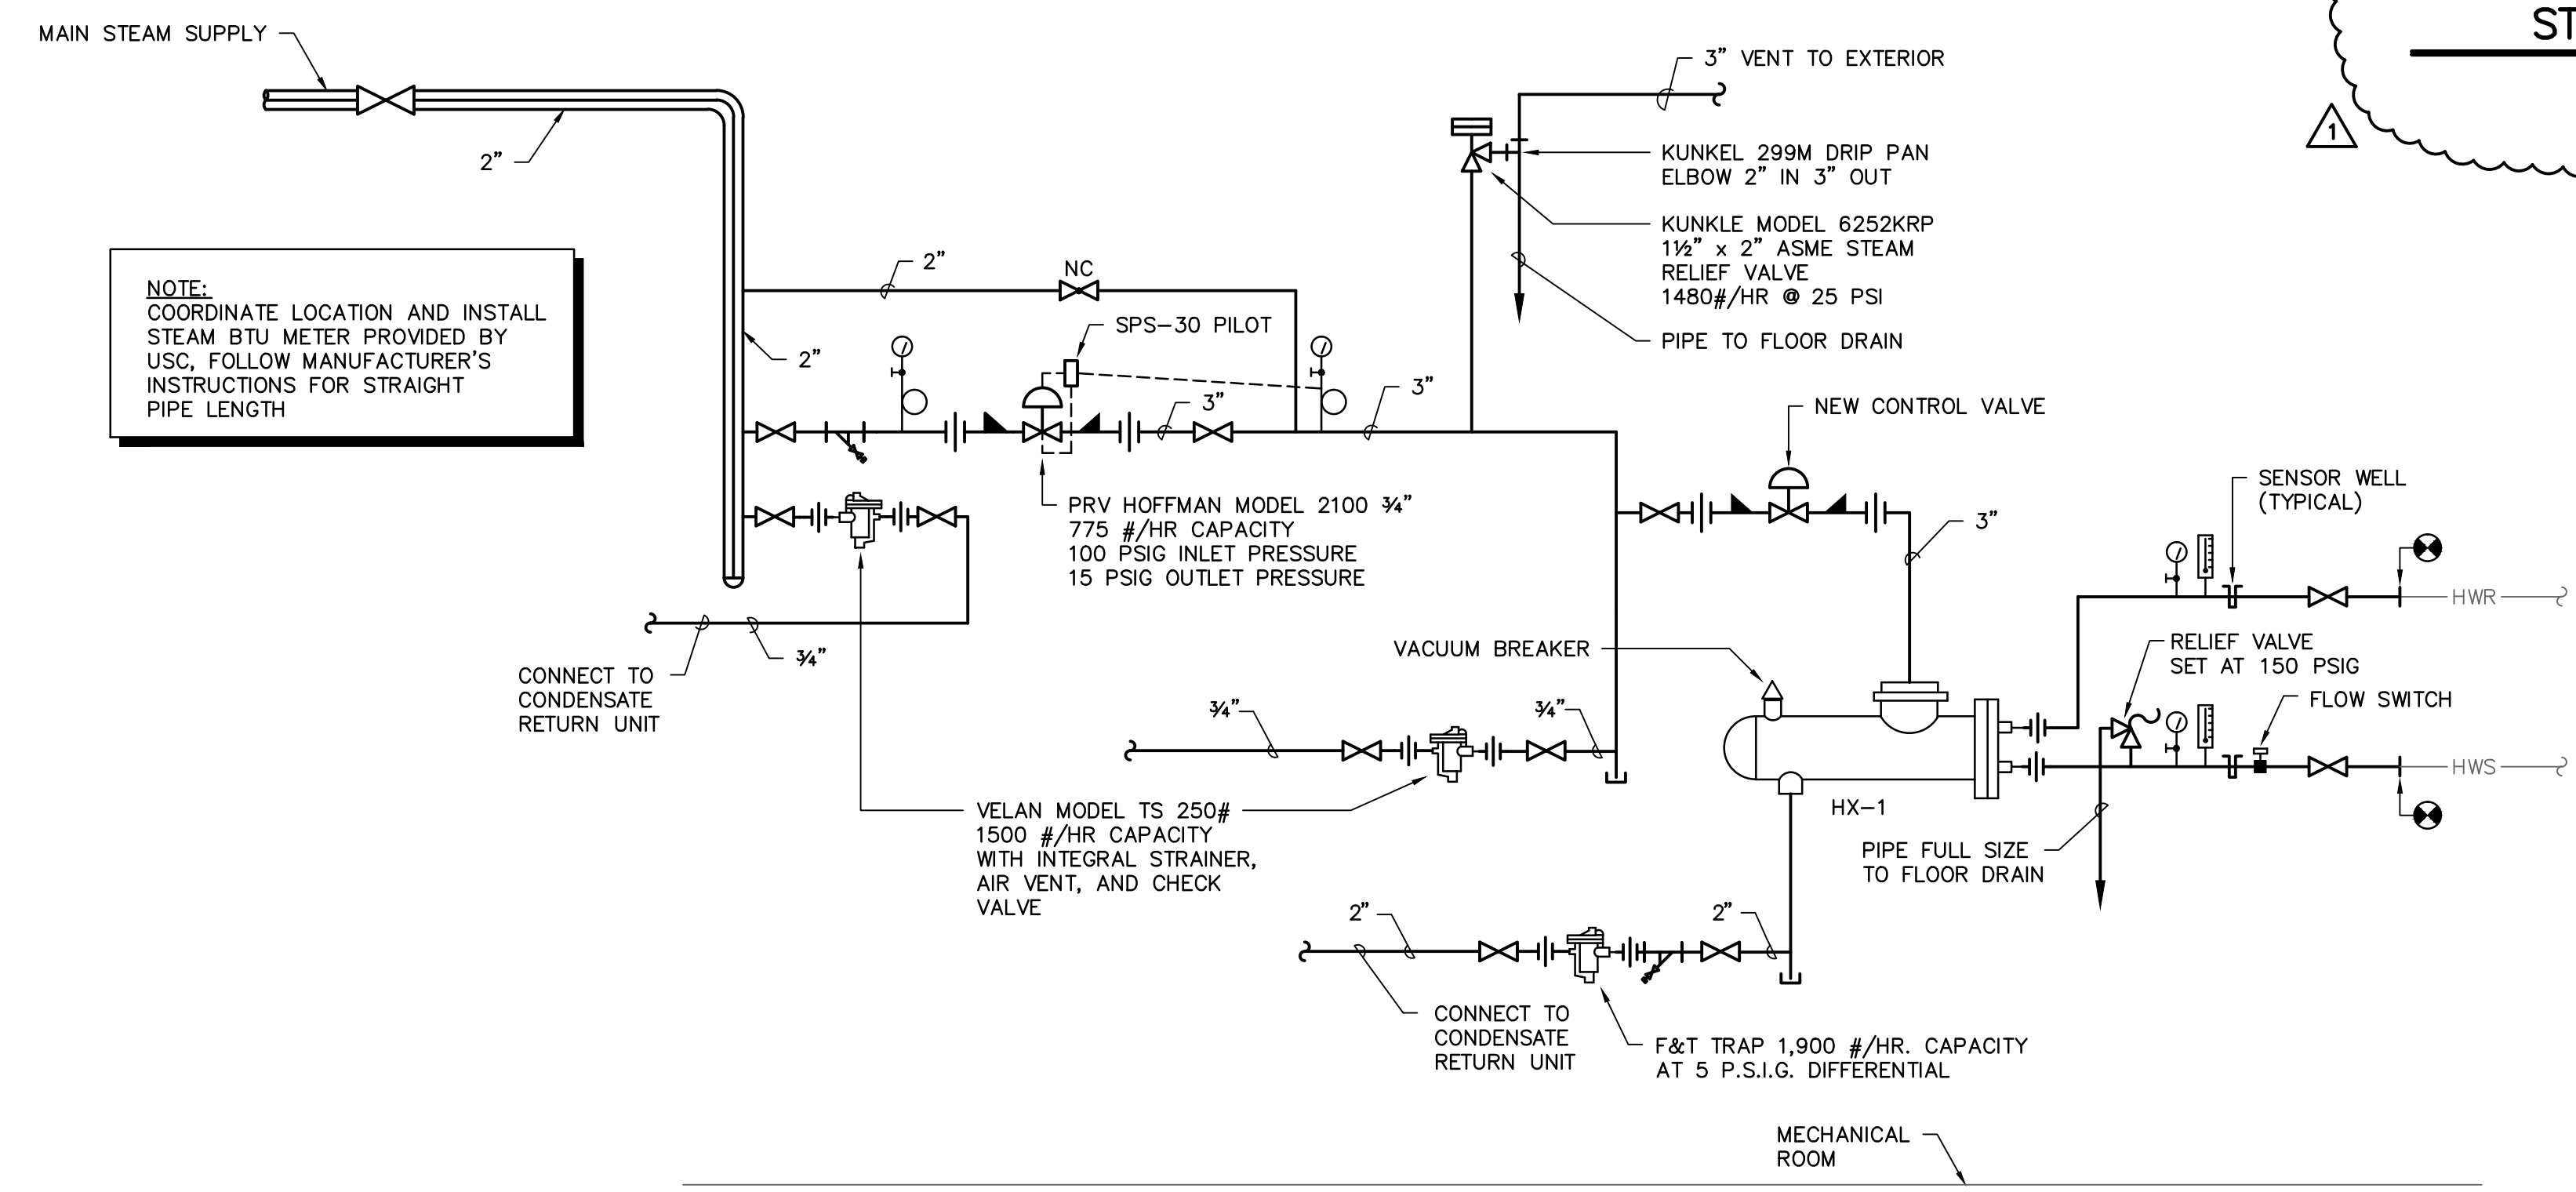 MAIN STEAM SUPPLY
2"
NOTE:
COORDINATE LOCATION AND INSTALL
STEAM BTU METER PROVIDED BY
USC, FOLLOW MANUFACTURER'S
INSTRUCTIONS FOR STRAIGHT
PIPE LENGTH
2"
NC
2"
SPS-30 PILOT
3"
3"
3" VENT TO EXTERIOR
KUNKEL 299M DRIP PAN
ELBOW 2" IN 3" OUT
KUNKLE MODEL 6252KRP
1½" x 2" ASME STEAM
RELIEF VALVE
1480#/HR @ 25 PSI
PIPE TO FLOOR DRAIN
ST
1
PRV HOFFMAN MODEL 2100 ¾"
775 #/HR CAPACITY
100 PSIG INLET PRESSURE
15 PSIG OUTLET PRESSURE
NEW CONTROL VALVE
3"
SENSOR WELL
(TYPICAL)
HWR
CONNECT TO
CONDENSATE
RETURN UNIT
¾"
VACUUM BREAKER
RELIEF VALVE
SET AT 150 PSIG
FLOW SWITCH
HWS
¾"
¾"
HX-1
VELAN MODEL TS 250#
1500 #/HR CAPACITY
WITH INTEGRAL STRAINER,
AIR VENT, AND CHECK
VALVE
PIPE FULL SIZE
TO FLOOR DRAIN
2"
2"
CONNECT TO
CONDENSATE
RETURN UNIT
F&T TRAP 1,900 #/HR. CAPACITY
AT 5 P.S.I.G. DIFFERENTIAL
MECHANICAL
ROOM